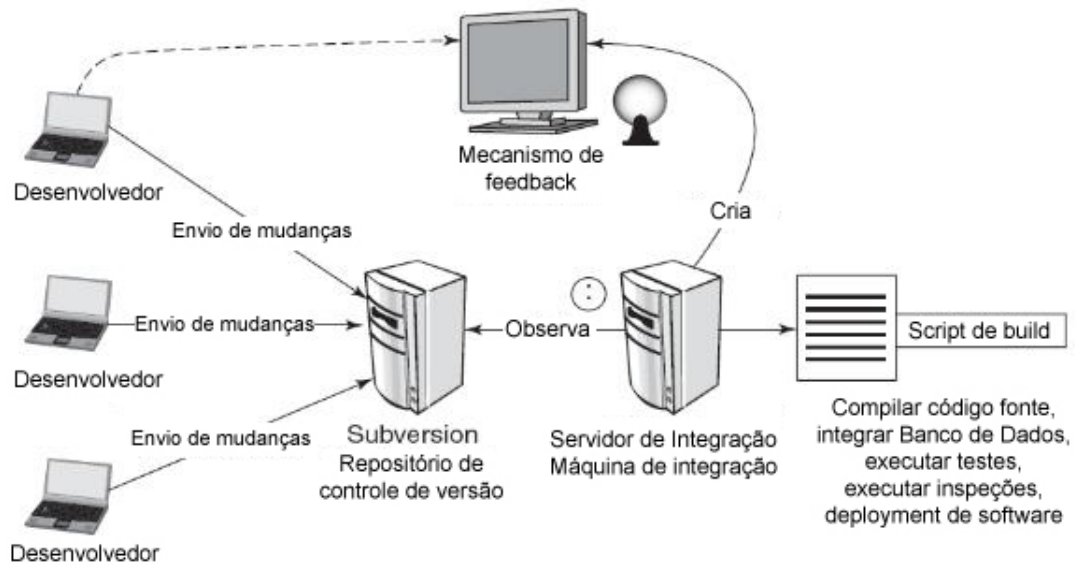 Mecanismo de
feedback
Desenvolvedor
Cria
Envio de mudanças
:
Envio de mudanças
Observa
Script de build
Desenvolvedor
Compilar código fonte,
integrar Banco de Dados,
executar testes,
executar inspeções,
deployment de software
Envio de mudanças
Subversion
Repositório de
controle de versão
Servidor de Integração
Máquina de integração
Desenvolvedor